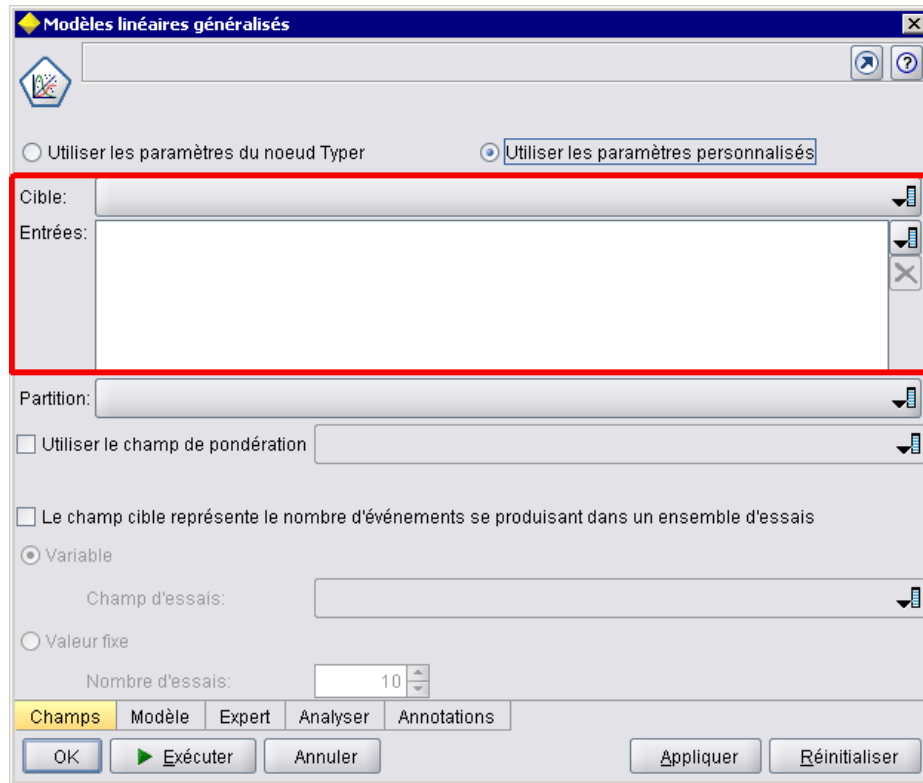 Modèles linéaires généralisés
Utiliser les paramètres du noeud Typer
Utiliser les paramètres personnalisés
Cible:
Entrées:
Partition:
Utiliser le champ de pondération
Le champ cible représente le nombre d'événements se produisant dans un ensemble d'essais
Variable
Champ d'essais:
Valeur fixe
Nombre d'essais: 10
Champs Modèle Expert Analyser Annotations
OK Exécuter Annuler Appliquer Réinitialiser